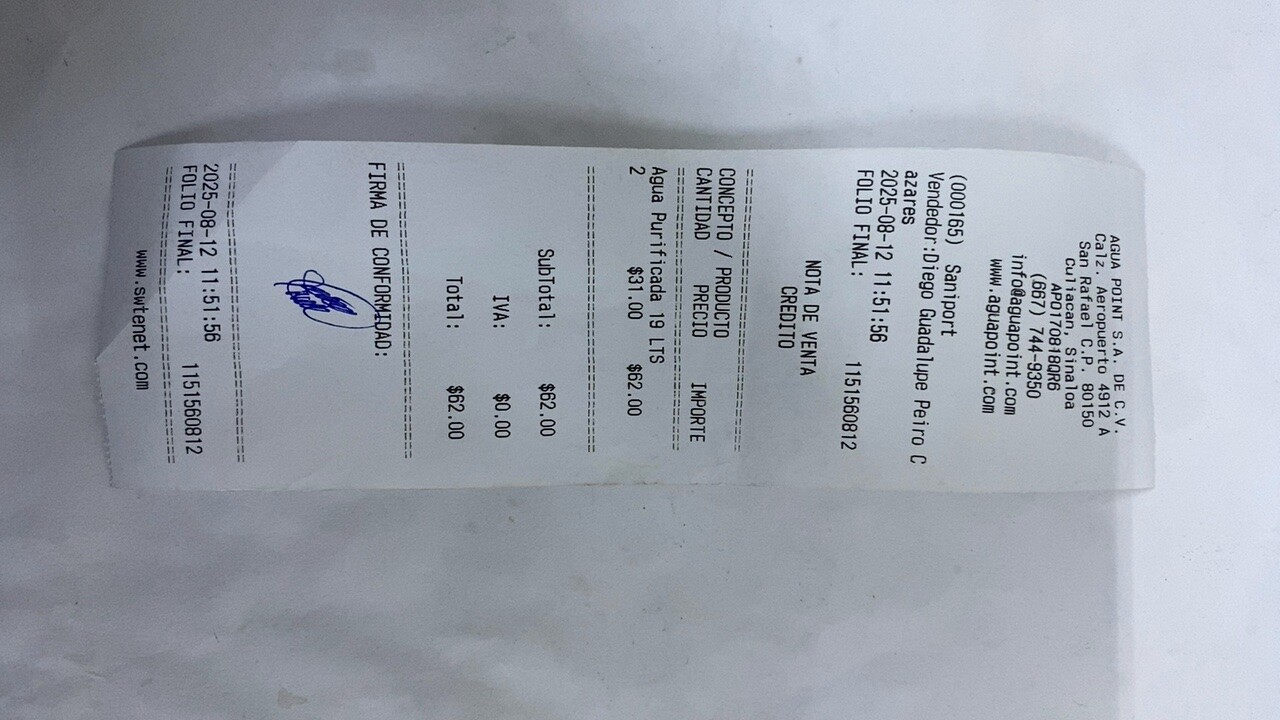 AGUA POINT S.A. DE C.V.
Calz. Aeropuerto 4912 A
San Rafael C.P. 80150
Culiacan, Sinaloa
APO170818QR6
(667) 744-9350
info@aguapoint.com
www.aguapoint.com
(000165) Saniport
Vendedor:Diego Guadalupe Peiro C
azares
2025-08-12 11:51:56
FOLIO FINAL: 1151560812
NOTA DE VENTA
CREDITO
================================
CONCEPTO / PRODUCTO
CANTIDAD PRECIO IMPORTE
================================
Agua Purificada 19 LTS
2 $31.00 $62.00
================================
SubTotal: $62.00
IVA: $0.00
Total: $62.00
================================
FIRMA DE CONFORMIDAD:
================================
2025-08-12 11:51:56
FOLIO FINAL: 1151560812
================================
www.swtenet.com